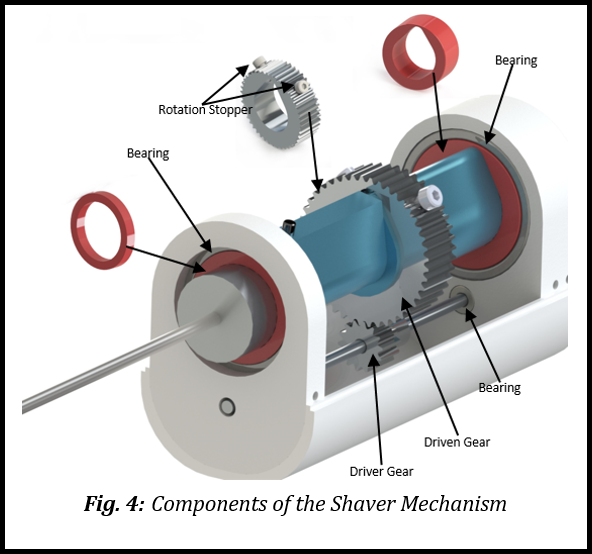 Bearing
Rotation Stopper
Bearing
Bearing
Driven Gear
Driver Gear
Fig. 4: Components of the Shaver Mechanism